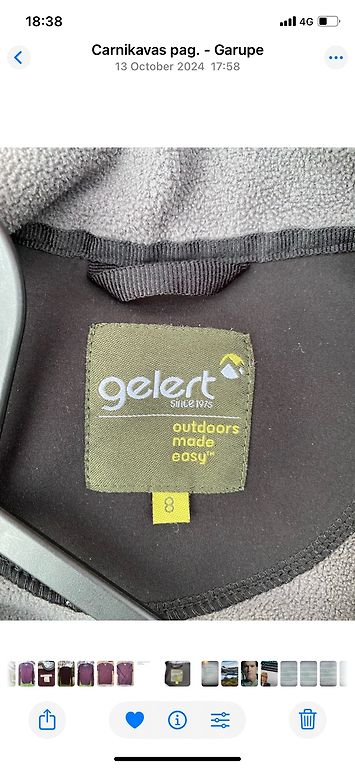 18:38
4G
Carnikavas pag. - Garupe
13 October 2024 17:58
gelert
SINCE 1975
outdoors
made
easy™
8